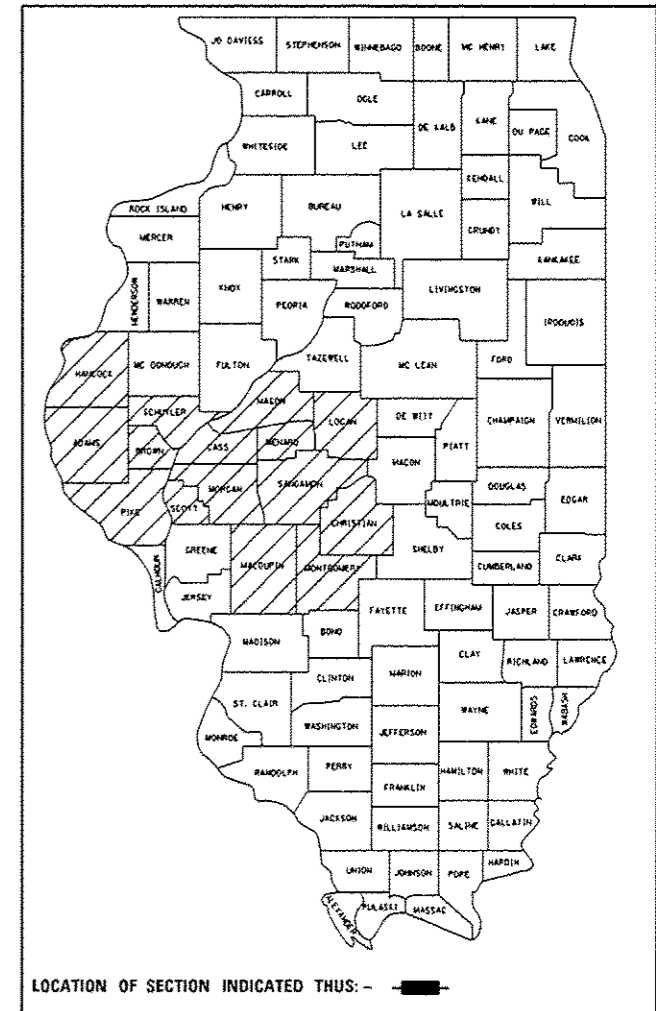 JO DAVIESS STEPHENSON WINNEBAGO BOONE MC HENRY LAKE
CARROLL OGLE DE KALB KANE DU PAGE COOK
WHITESIDE LEE KENDALL WILL
ROCK ISLAND HENRY BUREAU LA SALLE GRUNDY
MERCER PUTNAM KANKAKEE
STARK MARSHALL
HENDERSON WARREN KNOX PEORIA WOODFORD LIVINGSTON IROQUOIS
HANCOCK MC DONOUGH FULTON TAZEWELL MC LEAN FORD
SCHUYLER MASON LOGAN DE WITT CHAMPAIGN VERMILION
ADAMS BROWN CASS MENARD PIATT
MORGAN SANGAMON MACON DOUGLAS EDGAR
PIKE SCOTT CHRISTIAN MOULTRIE COLES
GREENE MACOUPIN MONTGOMERY SHELBY CUMBERLAND CLARK
CALHOUN JERSEY FAYETTE EFFINGHAM JASPER CRAWFORD
MADISON BOND CLAY RICHLAND LAWRENCE
CLINTON MARION
ST. CLAIR WAYNE EDWARDS WABASH
MONROE WASHINGTON JEFFERSON
RANDOLPH PERRY HAMILTON WHITE
FRANKLIN
JACKSON WILLIAMSON SALINE GALLATIN
UNION JOHNSON POPE HARDIN
ALEXANDER PULASKI MASSAC
LOCATION OF SECTION INDICATED THUS: -